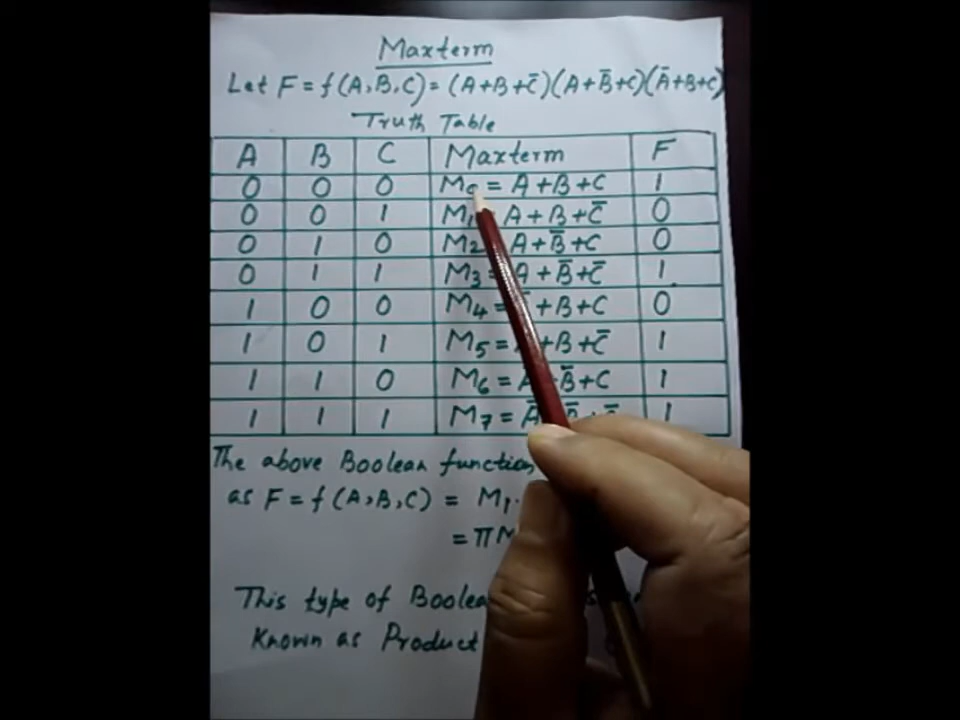 Maxterm
Let F = f(A,B,C) = (A+B+C̅)(A+B̅+C)(A̅+B+C)
Truth Table
A B C Maxterm F
0 0 0 M₀ = A+B+C 1
0 0 1 M₁ A+B+C̅ 0
0 1 0 M₂ A+B̅+C 0
0 1 1 M₃ = A+B̅+C̅ 1
1 0 0 M₄ = +B+C 0
1 0 1 M₅ = +B+C̅ 1
1 1 0 M₆ = A̅+B̅+C 1
1 1 1 M₇ = A̅ B̅ + C̅ 1
The above Boolean function
as F = f(A,B,C) = M₁.
= πM
This type of
Known as Product